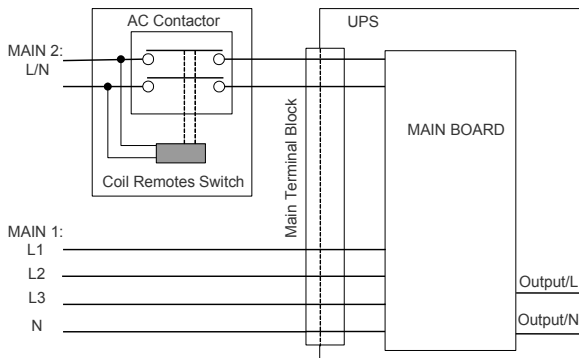 AC Contactor
UPS
MAIN 2:
L/N
MAIN BOARD
Coil Remotes Switch
Main Terminal Block
MAIN 1:
L1
L2
L3
N
Output/L
Output/N